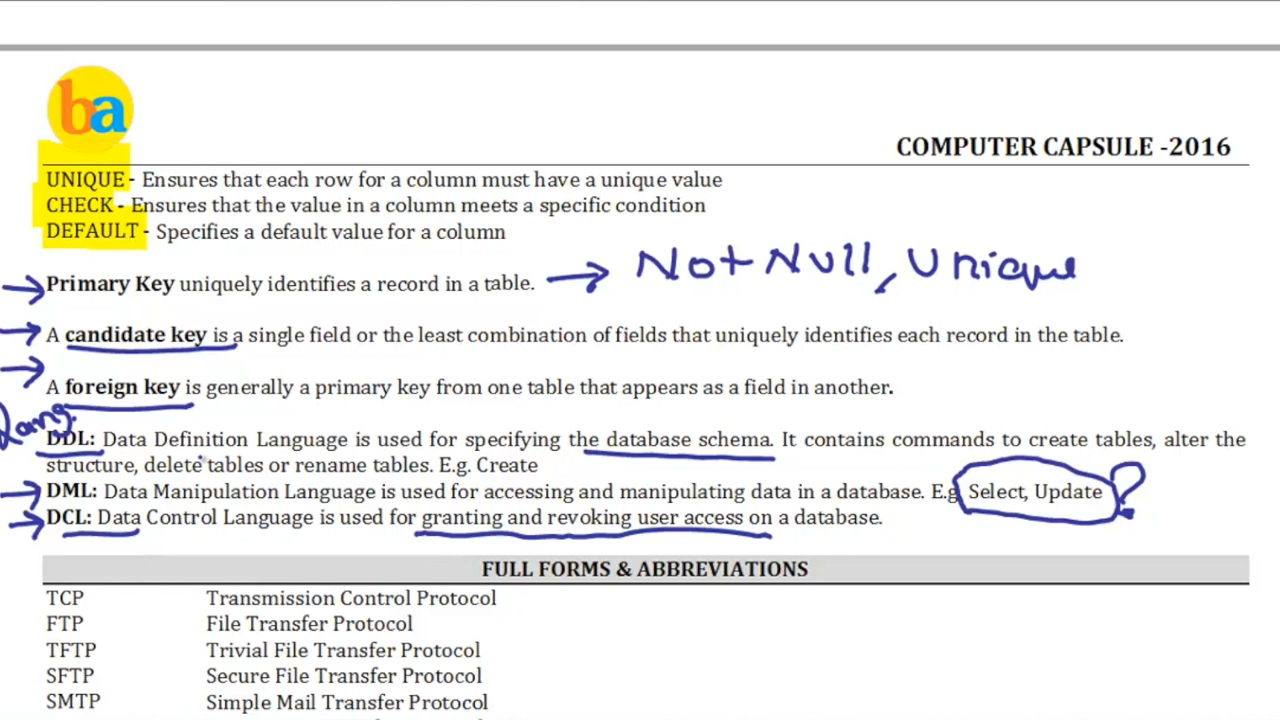 ba
COMPUTER CAPSULE -2016
UNIQUE - Ensures that each row for a column must have a unique value
CHECK - Ensures that the value in a column meets a specific condition
DEFAULT - Specifies a default value for a column
Not Null, Unique
Primary Key uniquely identifies a record in a table.
A candidate key is a single field or the least combination of fields that uniquely identifies each record in the table.
A foreign key is generally a primary key from one table that appears as a field in another.
Lang.
DDL: Data Definition Language is used for specifying the database schema. It contains commands to create tables, alter the
structure, delete tables or rename tables. E.g. Create
DML: Data Manipulation Language is used for accessing and manipulating data in a database. E.g Select, Update ?
DCL: Data Control Language is used for granting and revoking user access on a database.
FULL FORMS & ABBREVIATIONS
TCP Transmission Control Protocol
FTP File Transfer Protocol
TFTP Trivial File Transfer Protocol
SFTP Secure File Transfer Protocol
SMTP Simple Mail Transfer Protocol